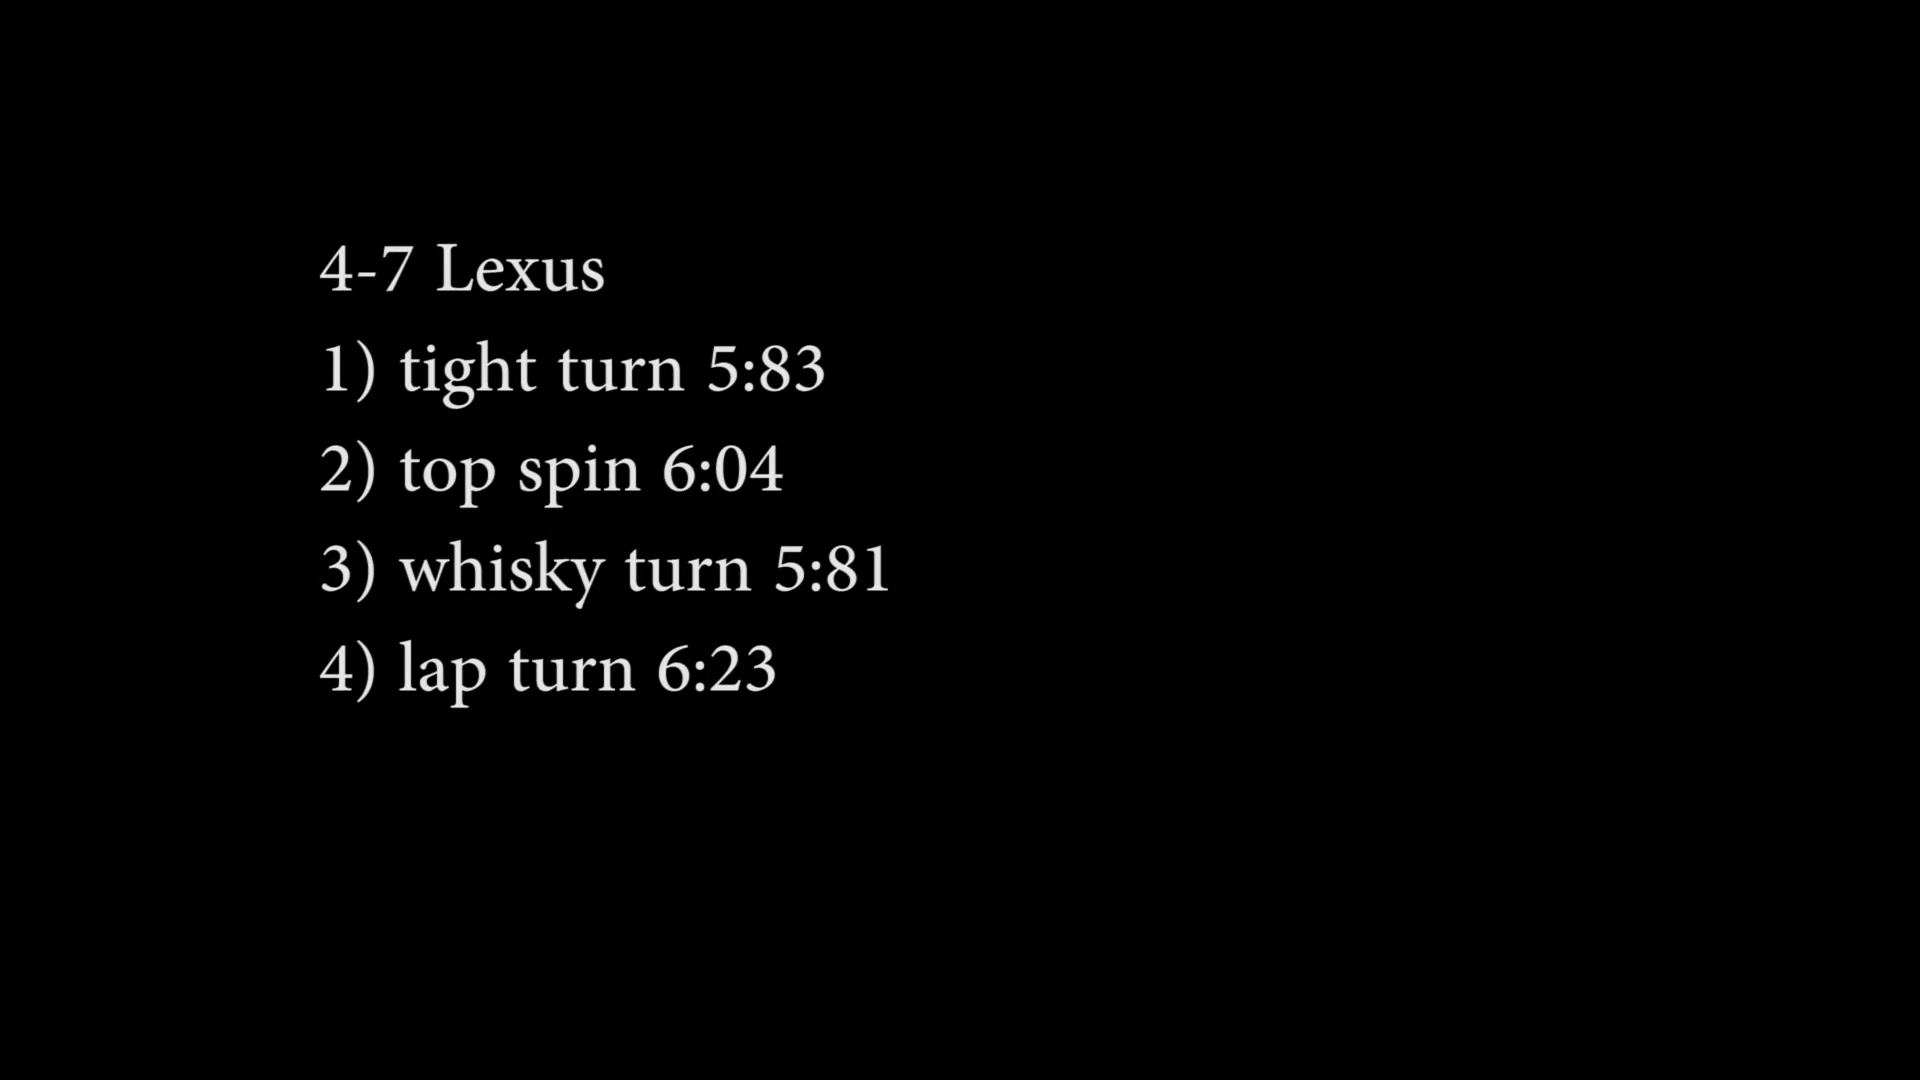 4-7 Lexus
1) tight turn 5:83
2) top spin 6:04
3) whisky turn 5:81
4) lap turn 6:23